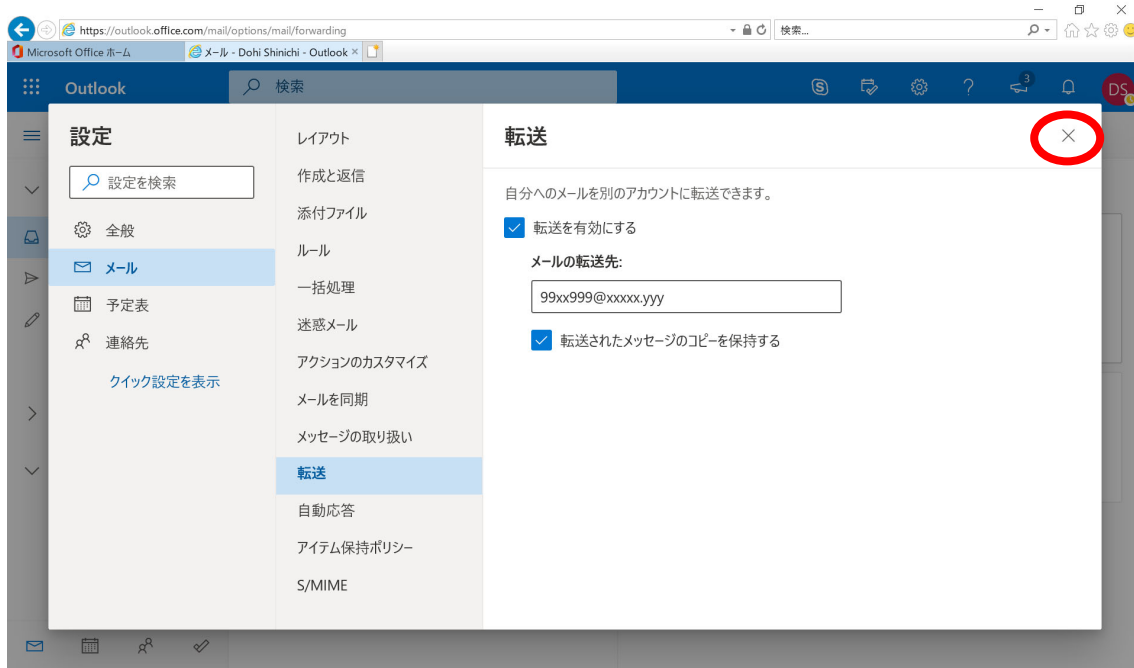 https://outlook.office.com/mail/options/mail/forwarding
検索...
Microsoft Office ホーム
メール - Dohi Shinichi - Outlook
Outlook
検索
3
DS
設定
設定を検索
全般
メール
予定表
連絡先
クイック設定を表示
レイアウト
作成と返信
添付ファイル
ルール
一括処理
迷惑メール
アクションのカスタマイズ
メールを同期
メッセージの取り扱い
転送
自動応答
アイテム保持ポリシー
S/MIME
転送
自分へのメールを別のアカウントに転送できます。
転送を有効にする
メールの転送先:
99xx999@xxxxx.yyy
転送されたメッセージのコピーを保持する